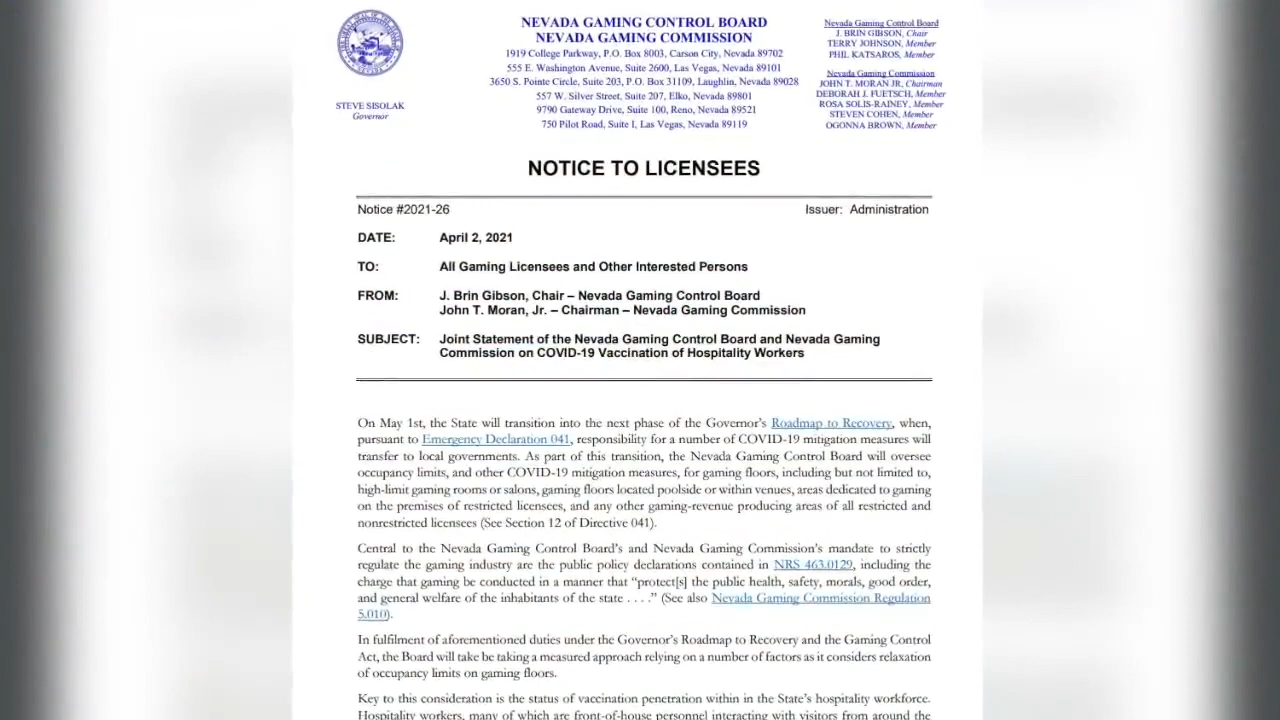 NEVADA GAMING CONTROL BOARD
NEVADA GAMING COMMISSION
1919 College Parkway, P.O. Box 8003, Carson City, Nevada 89702
555 E. Washington Avenue, Suite 2600, Las Vegas, Nevada 89101
3650 S. Pointe Circle, Suite 203, P.O. Box 31109, Laughlin, Nevada 89028
557 W. Silver Street, Suite 207, Elko, Nevada 89801
9790 Gateway Drive, Suite 100, Reno, Nevada 89521
750 Pilot Road, Suite I, Las Vegas, Nevada 89119
STEVE SISOLAK
Governor
Nevada Gaming Control Board
J. BRIN GIBSON, Chair
TERRY JOHNSON, Member
PHIL KATSAROS, Member
Nevada Gaming Commission
JOHN T. MORAN JR., Chairman
DEBORAH J. FUETSCH, Member
ROSA SOLIS-RAINEY, Member
STEVEN COHEN, Member
OGONNA BROWN, Member
NOTICE TO LICENSEES
Notice #2021-26 Issuer: Administration
DATE: April 2, 2021
TO: All Gaming Licensees and Other Interested Persons
FROM: J. Brin Gibson, Chair – Nevada Gaming Control Board
John T. Moran, Jr. – Chairman – Nevada Gaming Commission
SUBJECT: Joint Statement of the Nevada Gaming Control Board and Nevada Gaming
Commission on COVID-19 Vaccination of Hospitality Workers
On May 1st, the State will transition into the next phase of the Governor's Roadmap to Recovery, when,
pursuant to Emergency Declaration 041, responsibility for a number of COVID-19 mitigation measures will
transfer to local governments. As part of this transition, the Nevada Gaming Control Board will oversee
occupancy limits, and other COVID-19 mitigation measures, for gaming floors, including but not limited to,
high-limit gaming rooms or salons, gaming floors located poolside or within venues, areas dedicated to gaming
on the premises of restricted licensees, and any other gaming-revenue producing areas of all restricted and
nonrestricted licensees (See Section 12 of Directive 041).
Central to the Nevada Gaming Control Board's and Nevada Gaming Commission's mandate to strictly
regulate the gaming industry are the public policy declarations contained in NRS 463.0129, including the
charge that gaming be conducted in a manner that "protect[s] the public health, safety, morals, good order,
and general welfare of the inhabitants of the state . . . ." (See also Nevada Gaming Commission Regulation
5.010).
In fulfilment of aforementioned duties under the Governor's Roadmap to Recovery and the Gaming Control
Act, the Board will take be taking a measured approach relying on a number of factors as it considers relaxation
of occupancy limits on gaming floors.
Key to this consideration is the status of vaccination penetration within in the State's hospitality workforce.
Hospitality workers, many of which are front-of-house personnel interacting with visitors from around the